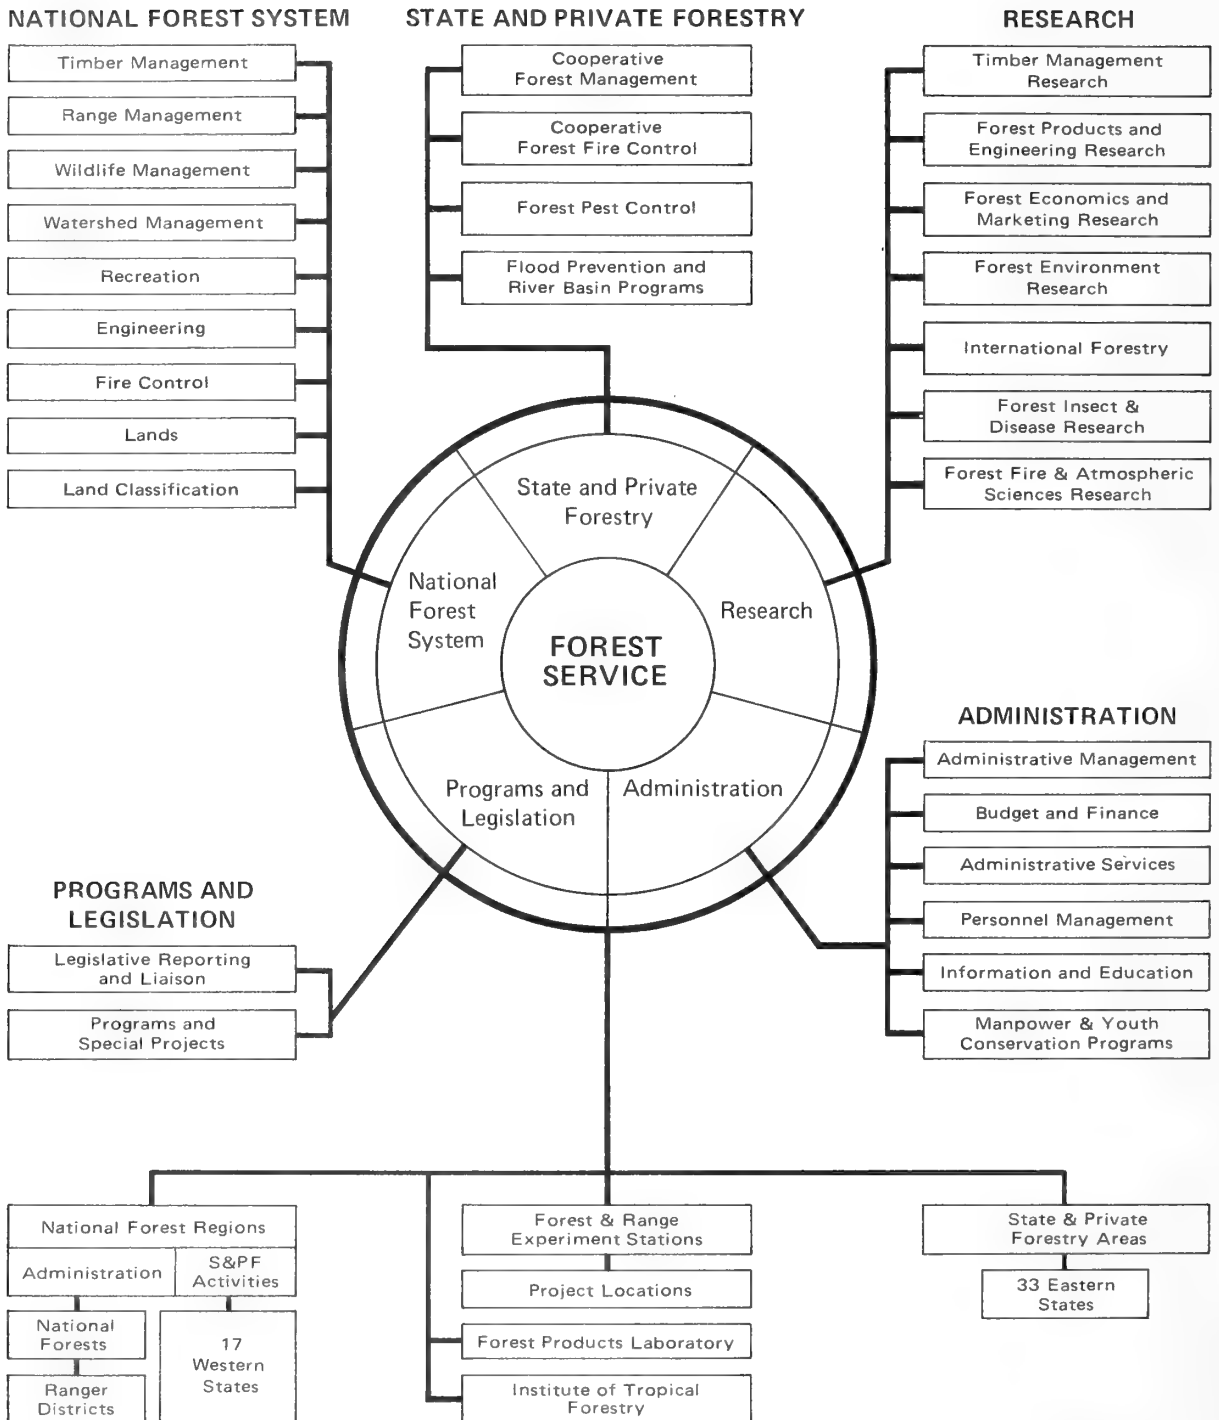 NATIONAL FOREST SYSTEM
Timber Management
Range Management
Wildlife Management
Watershed Management
Recreation
Engineering
Fire Control
Lands
Land Classification
STATE AND PRIVATE FORESTRY
Cooperative
Forest Management
Cooperative
Forest Fire Control
Forest Pest Control
Flood Prevention and
River Basin Programs
RESEARCH
Timber Management
Research
Forest Products and
Engineering Research
Forest Economics and
Marketing Research
Forest Environment
Research
International Forestry
Forest Insect &
Disease Research
Forest Fire & Atmospheric
Sciences Research
State and Private
Forestry
National
Forest
System
Research
FOREST
SERVICE
Programs and
Legislation
Administration
ADMINISTRATION
Administrative Management
Budget and Finance
Administrative Services
Personnel Management
Information and Education
Manpower & Youth
Conservation Programs
PROGRAMS AND
LEGISLATION
Legislative Reporting
and Liaison
Programs and
Special Projects
National Forest Regions
Administration
S&PF
Activities
National
Forests
Ranger
Districts
17
Western
States
Forest & Range
Experiment Stations
Project Locations
Forest Products Laboratory
Institute of Tropical
Forestry
State & Private
Forestry Areas
33 Eastern
States